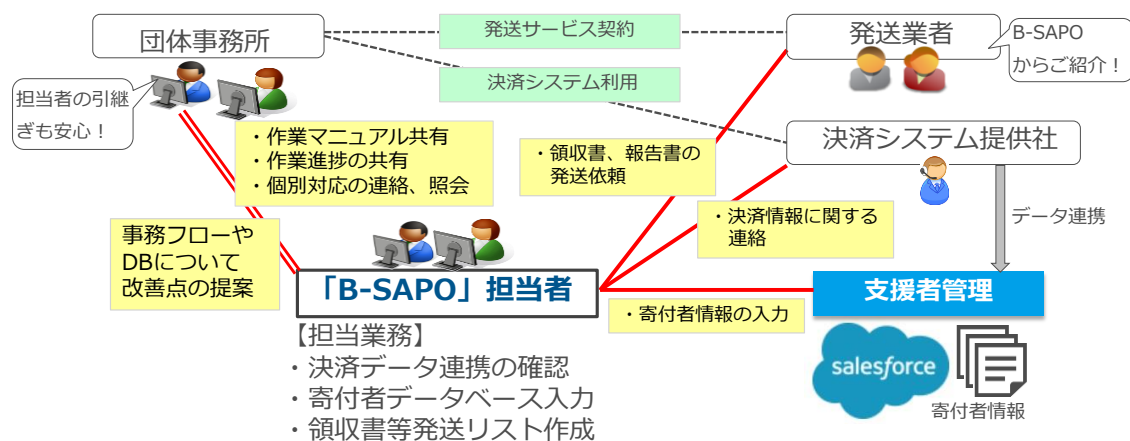 団体事務所
発送サービス契約
発送業者
B-SAPO
からご紹介！
決済システム利用
担当者の引継
ぎも安心！
・作業マニュアル共有
・作業進捗の共有
・個別対応の連絡、照会
・領収書、報告書の
発送依頼
決済システム提供社
・決済情報に関する
連絡
データ連携
事務フローや
DBについて
改善点の提案
「B-SAPO」担当者
・寄付者情報の入力
支援者管理
【担当業務】
・決済データ連携の確認
・寄付者データベース入力
・領収書等発送リスト作成
salesforce
寄付者情報